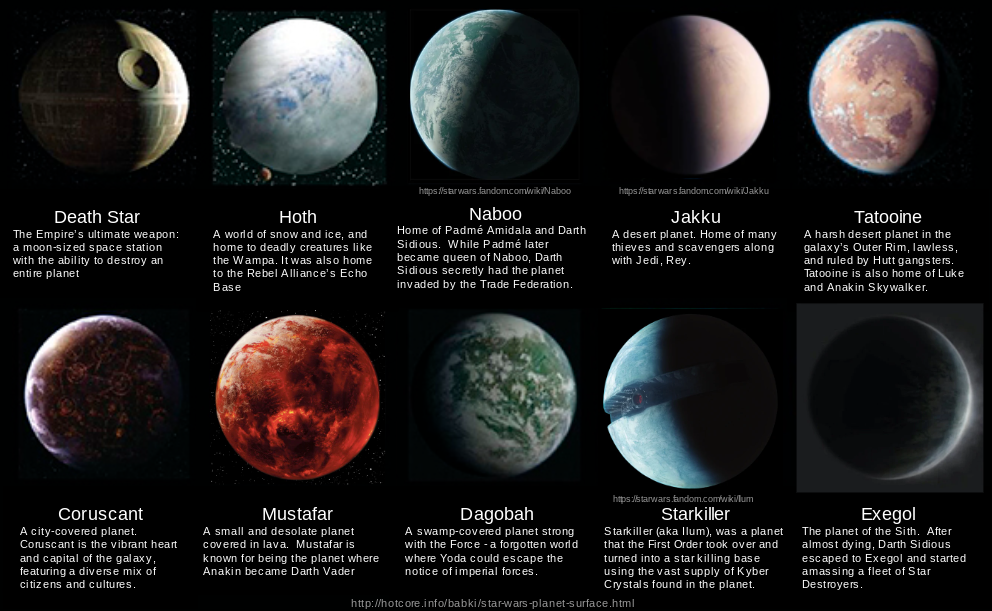 https://starwars.fandom.com/wiki/Naboo
https://starwars.fandom.com/wiki/Jakku
Death Star
The Empire's ultimate weapon:
a moon-sized space station
with the ability to destroy an
entire planet
Hoth
A world of snow and ice, and
home to deadly creatures like
the Wampa. It was also home
to the Rebel Alliance's Echo
Base
Naboo
Home of Padmé Amidala and Darth
Sidious. While Padmé later
became queen of Naboo, Darth
Sidious secretly had the planet
invaded by the Trade Federation.
Jakku
A desert planet. Home of many
thieves and scavengers along
with Jedi, Rey.
Tatooine
A harsh desert planet in the
galaxy's Outer Rim, lawless,
and ruled by Hutt gangsters.
Tatooine is also home of Luke
and Anakin Skywalker.
https://starwars.fandom.com/wiki/Ilum
Coruscant
A city-covered planet.
Coruscant is the vibrant heart
and capital of the galaxy,
featuring a diverse mix of
citizens and cultures.
Mustafar
A small and desolate planet
covered in lava. Mustafar is
known for being the planet where
Anakin became Darth Vader
Dagobah
A swamp-covered planet strong
with the Force - a forgotten world
where Yoda could escape the
notice of imperial forces.
Starkiller
Starkiller (aka Ilum), was a planet
that the First Order took over and
turned into a star killing base
using the vast supply of Kyber
Crystals found in the planet.
Exegol
The planet of the Sith. After
almost dying, Darth Sidious
escaped to Exegol and started
amassing a fleet of Star
Destroyers.
http://hotcore.info/babki/star-wars-planet-surface.html